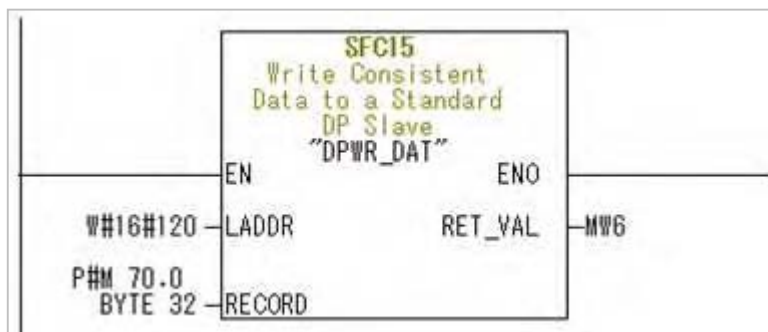 SFC15
Write Consistent
Data to a Standard
DP Slave
"DPWR_DAT"
EN ENO
W#16#120 LADDR RET_VAL MW6
P#M 70.0
BYTE 32 RECORD